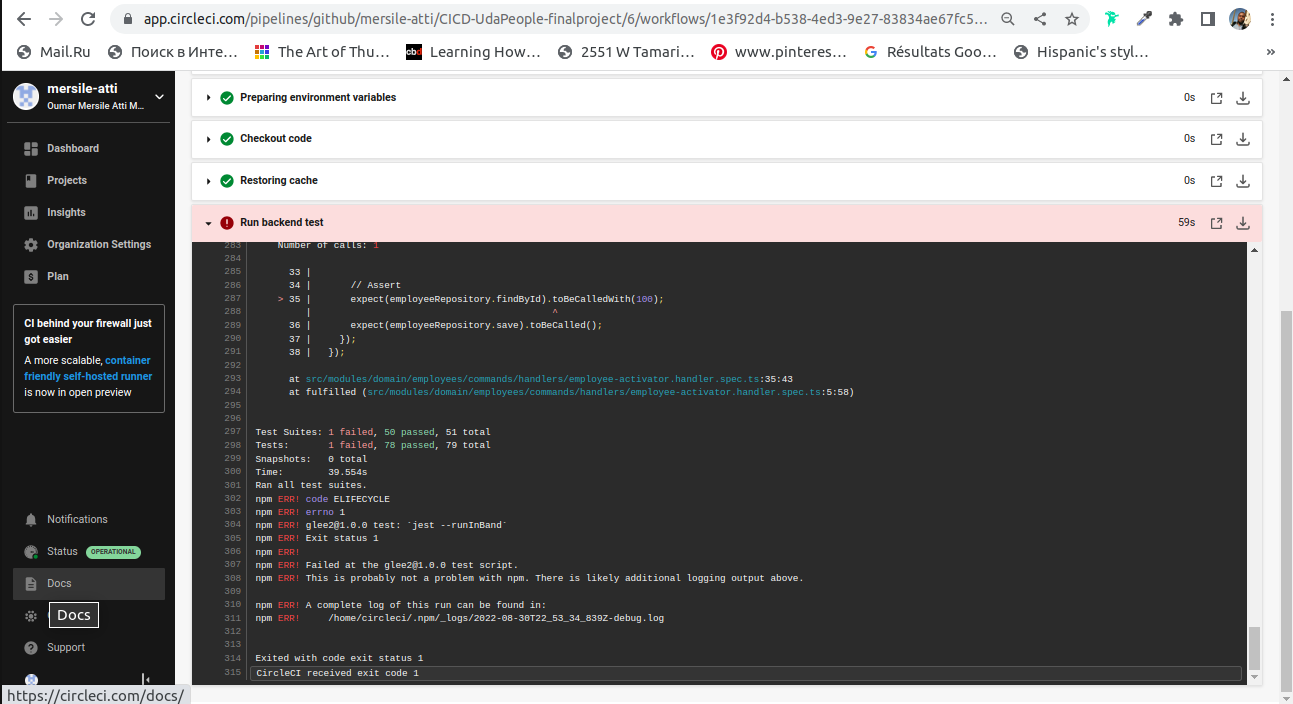 app.circleci.com/pipelines/github/mersile-atti/CICD-UdaPeople-finalproject/6/workflows/1e3f92d4-b538-4ed3-9e27-83834ae67fc5...
Mail.Ru
Поиск в Инте...
The Art of Thu...
cbd
Learning How...
2551 W Tamari...
www.pinteres...
Résultats Goo...
Hispanic's styl...
»
mersile-atti
Oumar Mersile Atti M...
Dashboard
Projects
Insights
Organization Settings
Plan
CI behind your firewall just
got easier
A more scalable, container
friendly self-hosted runner
is now in open preview
Notifications
Status OPERATIONAL
Docs
Docs
Support
https://circleci.com/docs/
Preparing environment variables 0s
Checkout code 0s
Restoring cache 0s
Run backend test 59s
283 Number of calls: 1
284
285 33 |
286 34 | // Assert
287 > 35 | expect(employeeRepository.findById).toBeCalledWith(100);
288 | ^
289 36 | expect(employeeRepository.save).toBeCalled();
290 37 | });
291 38 | });
292
293 at src/modules/domain/employees/commands/handlers/employee-activator.handler.spec.ts:35:43
294 at fulfilled (src/modules/domain/employees/commands/handlers/employee-activator.handler.spec.ts:5:58)
295
296
297 Test Suites: 1 failed, 50 passed, 51 total
298 Tests: 1 failed, 78 passed, 79 total
299 Snapshots: 0 total
300 Time: 39.554s
301 Ran all test suites.
302 npm ERR! code ELIFECYCLE
303 npm ERR! errno 1
304 npm ERR! glee2@1.0.0 test: `jest --runInBand`
305 npm ERR! Exit status 1
306 npm ERR!
307 npm ERR! Failed at the glee2@1.0.0 test script.
308 npm ERR! This is probably not a problem with npm. There is likely additional logging output above.
309
310 npm ERR! A complete log of this run can be found in:
311 npm ERR! /home/circleci/.npm/_logs/2022-08-30T22_53_34_839Z-debug.log
312
313
314 Exited with code exit status 1
315 CircleCI received exit code 1